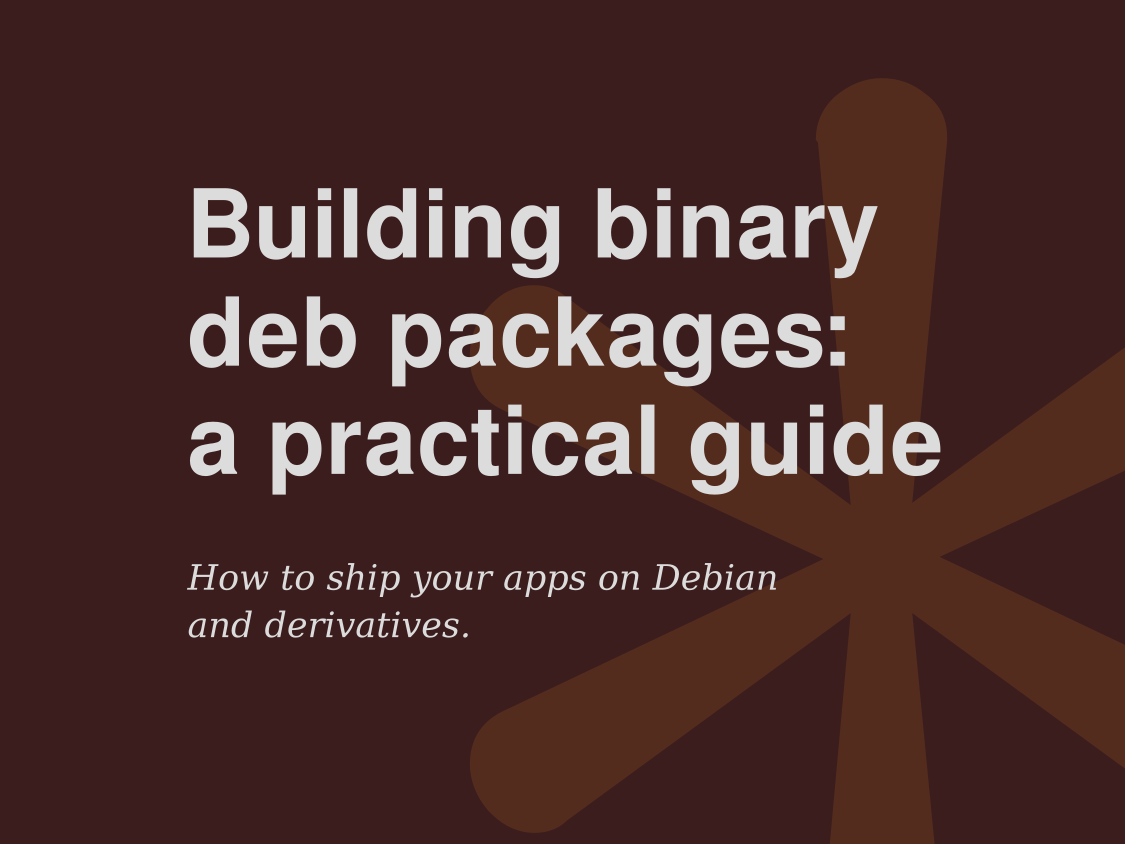 Building binary
deb packages:
a practical guide
How to ship your apps on Debian
and derivatives.